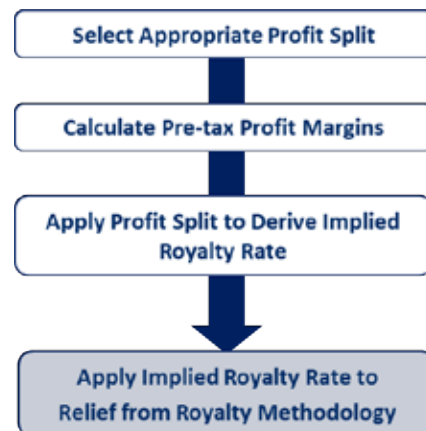 Select Appropriate Profit Split
Calculate Pre-tax Profit Margins
Apply Profit Split to Derive Implied
Royalty Rate
Apply Implied Royalty Rate to
Relief from Royalty Methodology